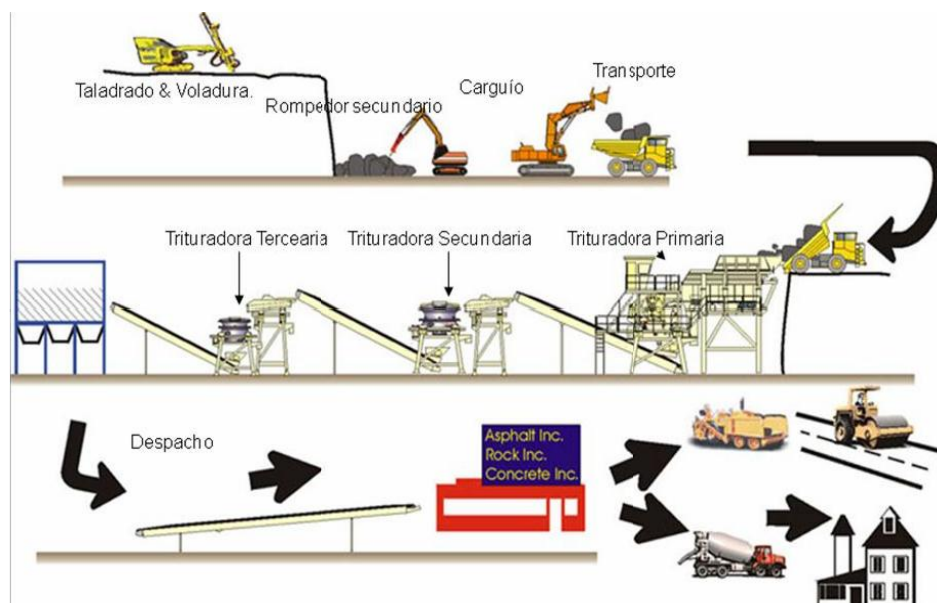 Taladrado & Voladura.
Rompedor secundario
Carguío
Transporte
Trituradora Tercearia
Trituradora Secundaria
Trituradora Primaria
Despacho
Asphalt Inc.
Rock Inc.
Concrete Inc.